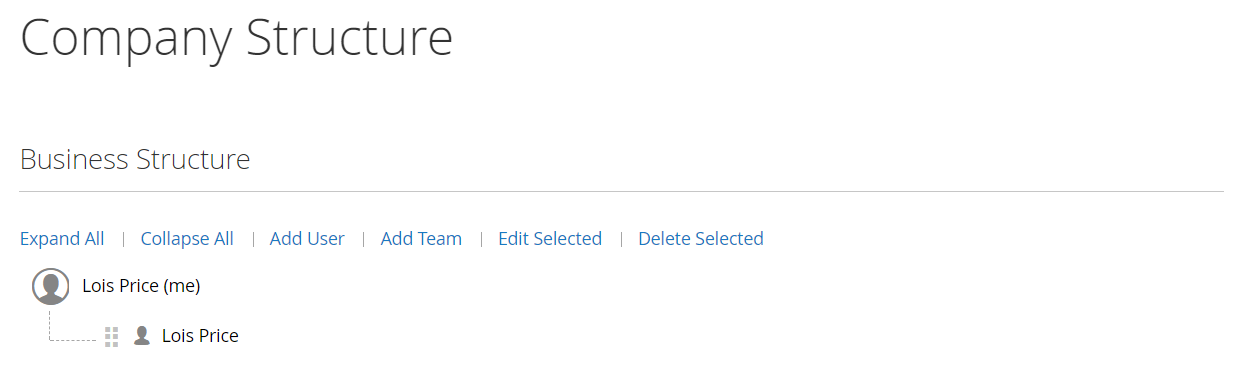 Company Structure
Business Structure
Expand All | Collapse All | Add User | Add Team | Edit Selected | Delete Selected
Lois Price (me)
Lois Price